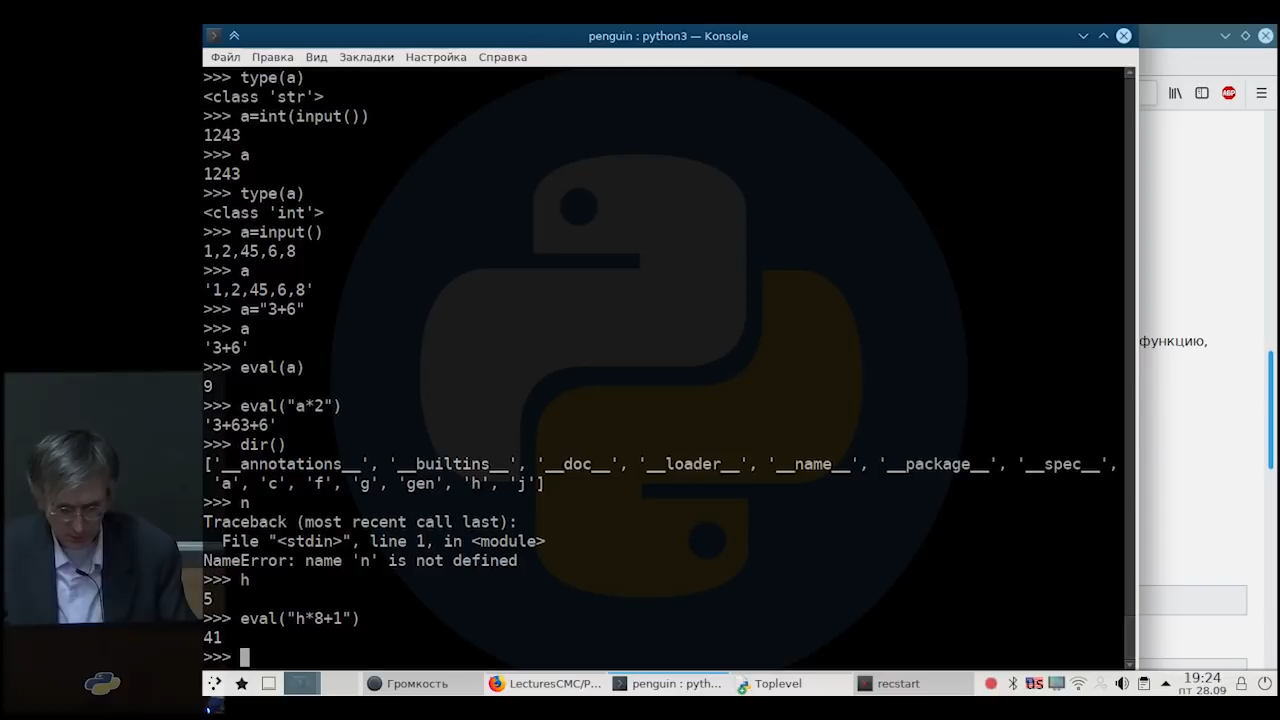 penguin : python3 — Konsole
Файл Правка Вид Закладки Настройка Справка
>>> type(a)
<class 'str'>
>>> a=int(input())
1243
>>> a
1243
>>> type(a)
<class 'int'>
>>> a=input()
1,2,45,6,8
>>> a
'1,2,45,6,8'
>>> a="3+6"
>>> a
'3+6'
>>> eval(a)
9
>>> eval("a*2")
'3+63+6'
>>> dir()
['__annotations__', '__builtins__', '__doc__', '__loader__', '__name__', '__package__', '__spec__',
'a', 'c', 'f', 'g', 'gen', 'h', 'j']
>>> n
Traceback (most recent call last):
File "<stdin>", line 1, in <module>
NameError: name 'n' is not defined
>>> h
5
>>> eval("h*8+1")
41
>>>
ABP
функцию,
Громкость LecturesCMC/P... penguin : pyth... Toplevel recstart US 19:24
пт 28.09